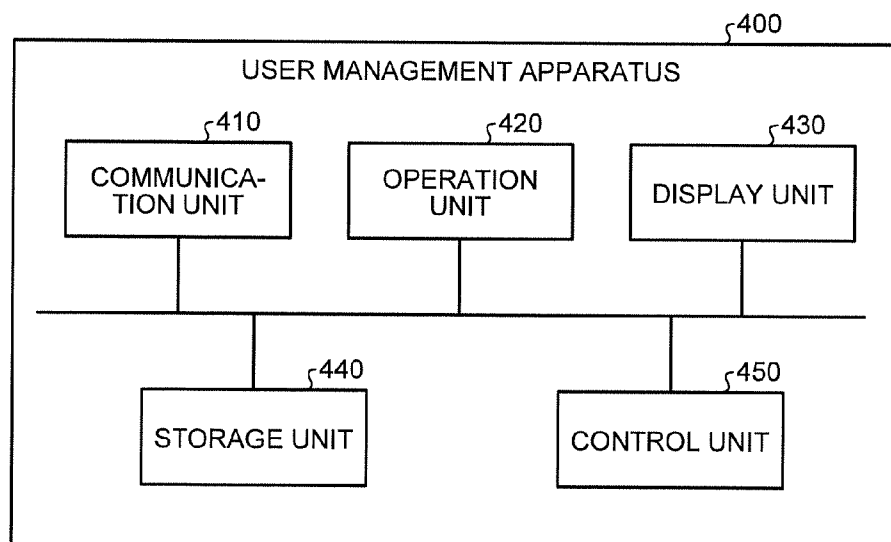 400
USER MANAGEMENT APPARATUS
410
COMMUNICA-
TION UNIT
420
OPERATION
UNIT
430
DISPLAY UNIT
440
STORAGE UNIT
450
CONTROL UNIT